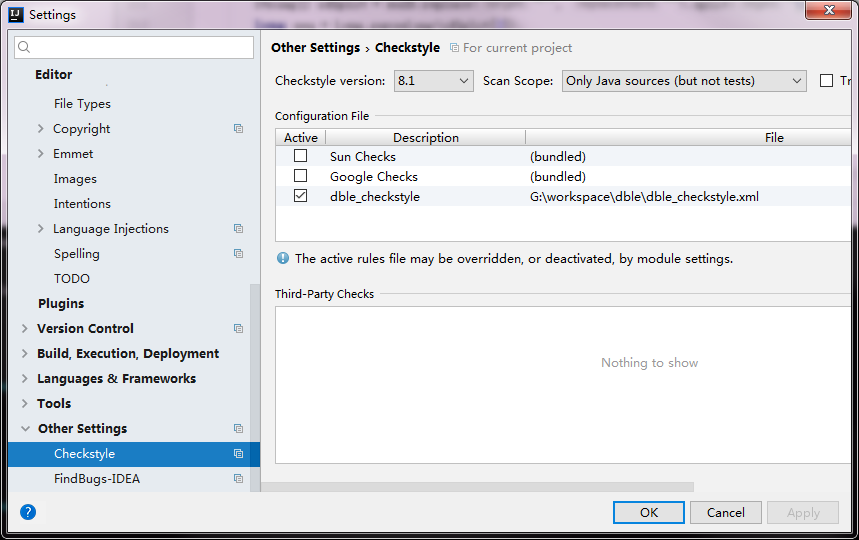 Settings
Other Settings › Checkstyle For current project
Editor
File Types
Copyright
Emmet
Images
Intentions
Language Injections
Spelling
TODO
Plugins
Version Control
Build, Execution, Deployment
Languages & Frameworks
Tools
Other Settings
Checkstyle
FindBugs-IDEA
Checkstyle version: 8.1 Scan Scope: Only Java sources (but not tests)
Configuration File
Active Description File
Sun Checks (bundled)
Google Checks (bundled)
dble_checkstyle G:\workspace\dble\dble_checkstyle.xml
The active rules file may be overridden, or deactivated, by module settings.
Third-Party Checks
Nothing to show
OK Cancel Apply